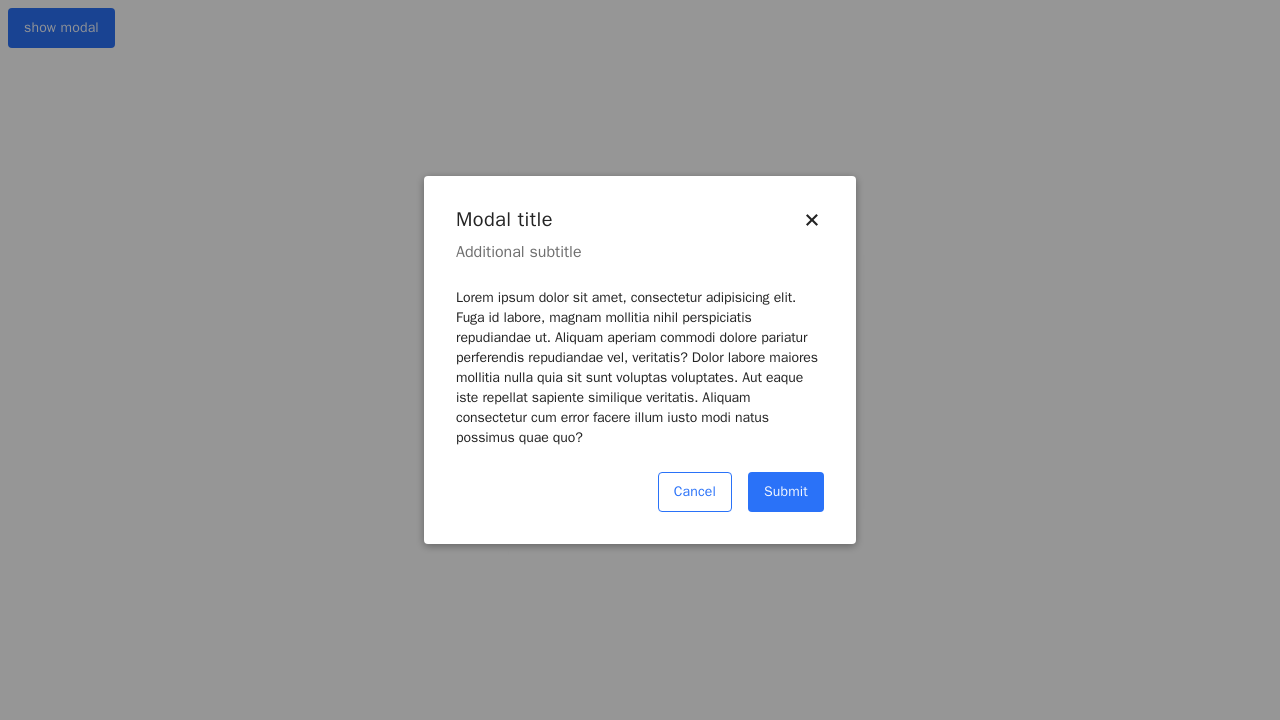 show modal
Modal title
Additional subtitle
Lorem ipsum dolor sit amet, consectetur adipisicing elit.
Fuga id labore, magnam mollitia nihil perspiciatis
repudiandae ut. Aliquam aperiam commodi dolore pariatur
perferendis repudiandae vel, veritatis? Dolor labore maiores
mollitia nulla quia sit sunt voluptas voluptates. Aut eaque
iste repellat sapiente similique veritatis. Aliquam
consectetur cum error facere illum iusto modi natus
possimus quae quo?
Cancel
Submit